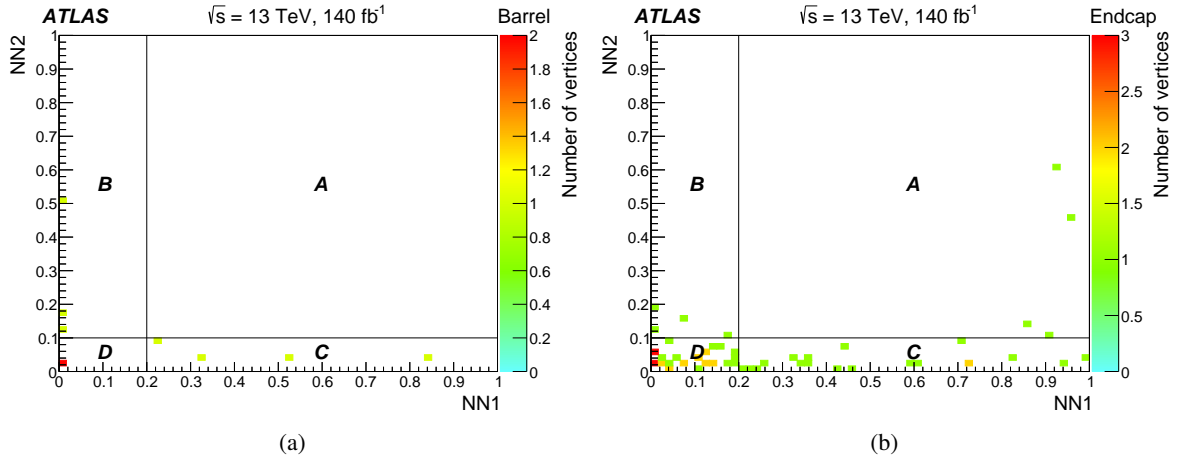 ATLAS √s = 13 TeV, 140 fb-1 Barrel
NN2
1
0.9
0.8
0.7
0.6
0.5
0.4
0.3
0.2
0.1
0
B
A
D
C
0 0.1 0.2 0.3 0.4 0.5 0.6 0.7 0.8 0.9 1
NN1
2
1.8
1.6
1.4
1.2
1
0.8
0.6
0.4
0.2
0
Number of vertices
(a)
ATLAS √s = 13 TeV, 140 fb-1 Endcap
NN2
1
0.9
0.8
0.7
0.6
0.5
0.4
0.3
0.2
0.1
0
B
A
D
C
0 0.1 0.2 0.3 0.4 0.5 0.6 0.7 0.8 0.9 1
NN1
3
2.5
2
1.5
1
0.5
0
Number of vertices
(b)